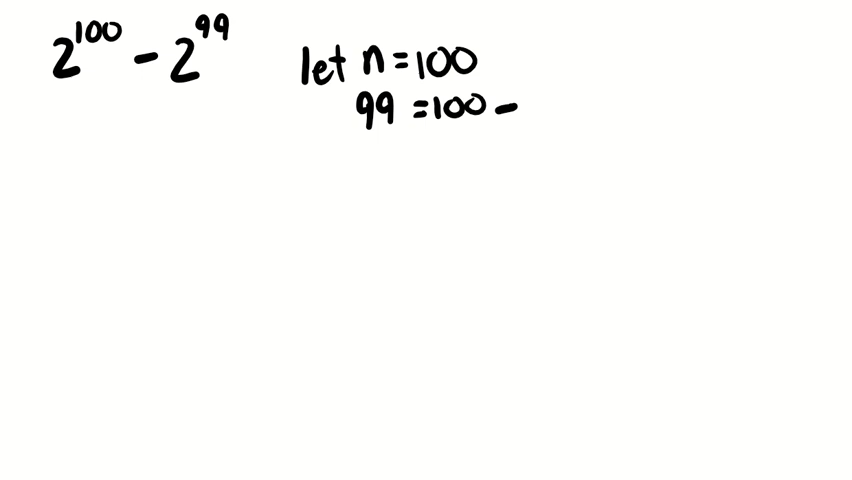 2^100 - 2^99 let n = 100
99 = 100 -